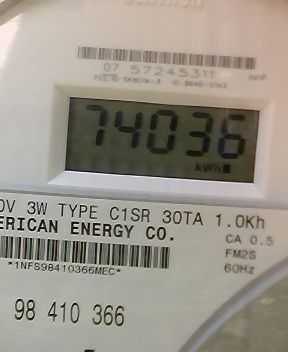 07 57245311
74036
kWh
0V 3W TYPE C1SR 30TA 1.0Kh
ERICAN ENERGY CO.
CA 0.5
FM2S
60Hz
*1NFS98410366MEC*
98 410 366